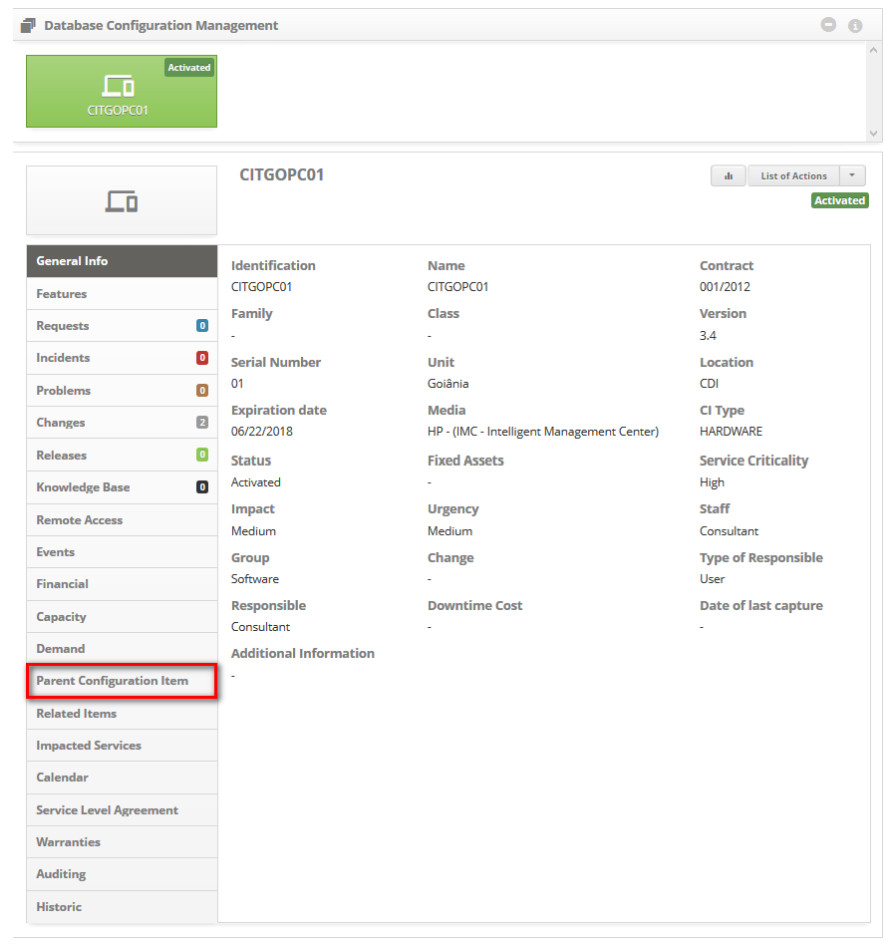 Database Configuration Management
Activated
CITGOPC01
CITGOPC01
List of Actions
Activated
General Info
Features
Requests 0
Incidents 0
Problems 0
Changes 2
Releases 0
Knowledge Base 0
Remote Access
Events
Financial
Capacity
Demand
Parent Configuration Item
Related Items
Impacted Services
Calendar
Service Level Agreement
Warranties
Auditing
Historic
Identification Name Contract
CITGOPC01 CITGOPC01 001/2012
Family Class Version
- - 3.4
Serial Number Unit Location
01 Goiânia CDI
Expiration date Media CI Type
06/22/2018 HP - (IMC - Intelligent Management Center) HARDWARE
Status Fixed Assets Service Criticality
Activated - High
Impact Urgency Staff
Medium Medium Consultant
Group Change Type of Responsible
Software - User
Responsible Downtime Cost Date of last capture
Consultant - -
Additional Information
-